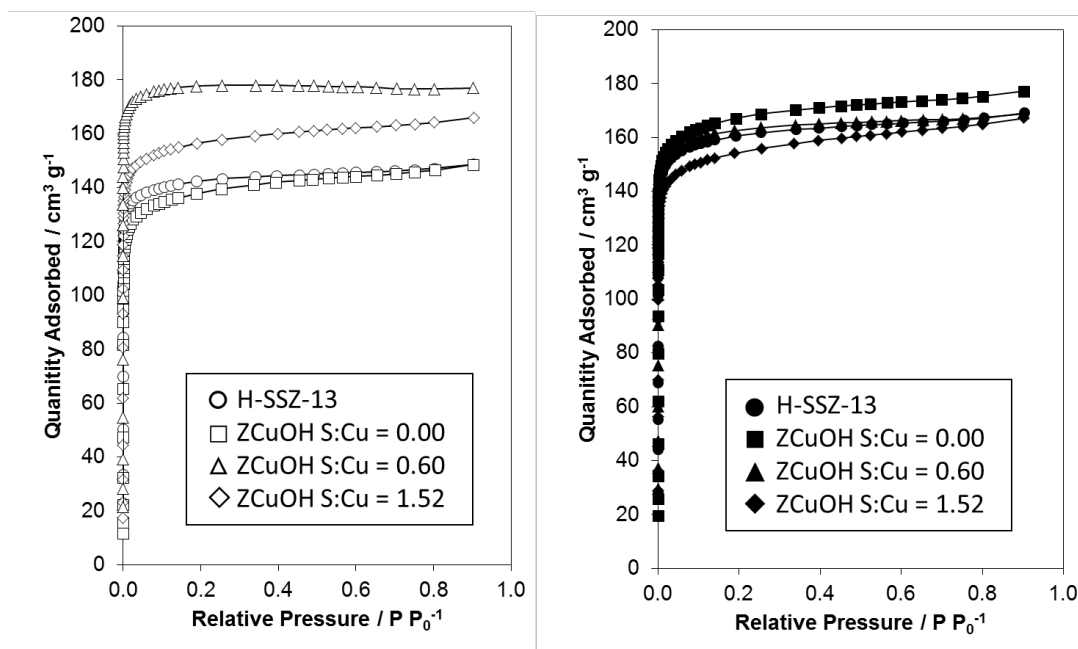 200
180
160
140
120
100
80
60
40
20
0
Quanitity Adsorbed / cm³ g⁻¹
H-SSZ-13
ZCuOH S:Cu = 0.00
ZCuOH S:Cu = 0.60
ZCuOH S:Cu = 1.52
0.0 0.2 0.4 0.6 0.8 1.0
Relative Pressure / P P₀⁻¹
200
180
160
140
120
100
80
60
40
20
0
Quanitity Adsorbed / cm³ g⁻¹
H-SSZ-13
ZCuOH S:Cu = 0.00
ZCuOH S:Cu = 0.60
ZCuOH S:Cu = 1.52
0.0 0.2 0.4 0.6 0.8 1.0
Relative Pressure / P P₀⁻¹